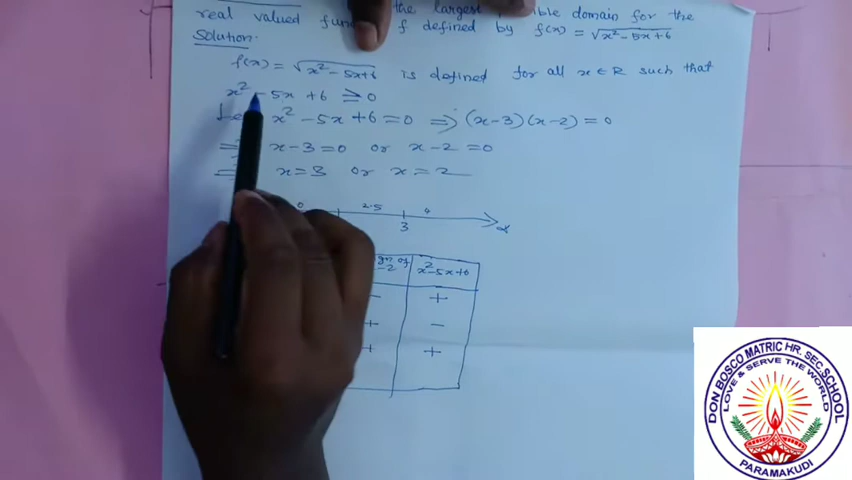 real valued f defined by the largest domain for the
f(x) = √x² - 5x + 6
Solution.
f(x) = √x² - 5x + 6 is defined for all x ∈ R such that
x² - 5x + 6 ≥ 0
x² - 5x + 6 = 0 ⇒ (x - 3)(x - 2) = 0
x - 3 = 0 or x - 2 = 0
x = 3 or x = 2
0 2.5 4
3 ∞
of
-2 x² - 5x + 6
- +
+ -
+ +
DON BOSCO MATRIC HR. SEC. SCHOOL
LOVE & SERVE THE WORLD
PARAMAKUDI